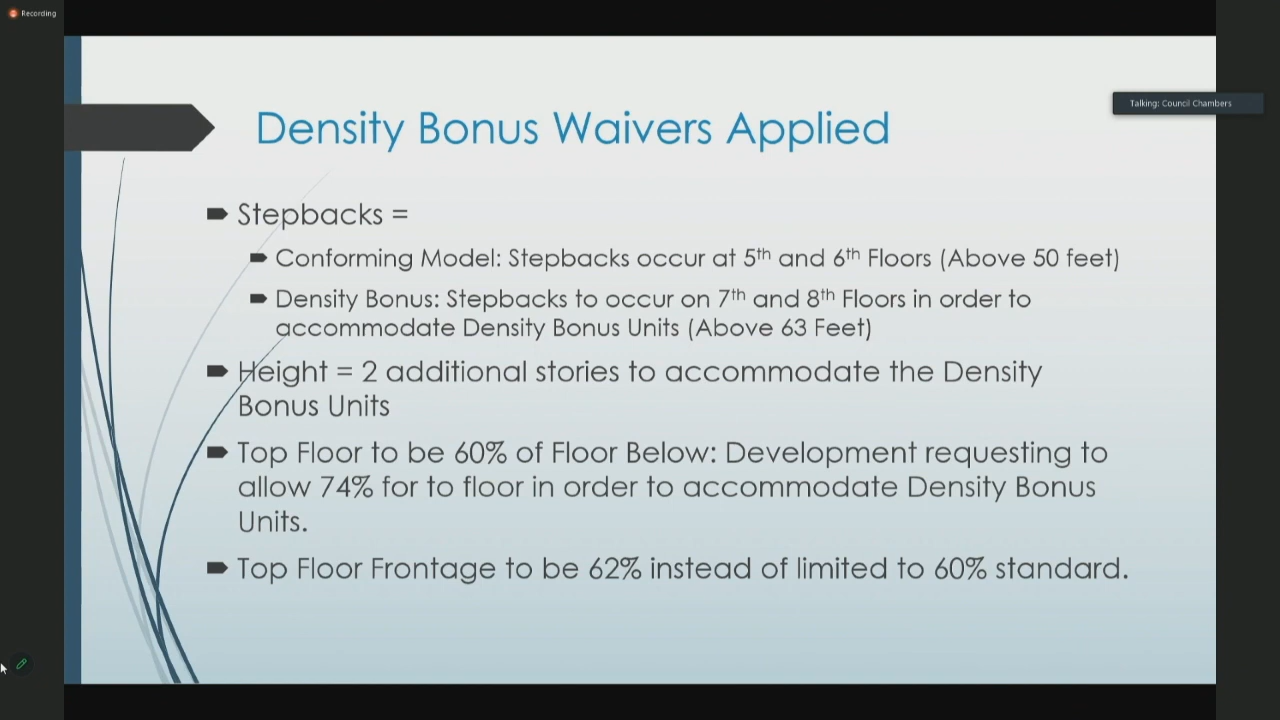 Recording
Talking: Council Chambers
Density Bonus Waivers Applied
Stepbacks =
Conforming Model: Stepbacks occur at 5th and 6th Floors (Above 50 feet)
Density Bonus: Stepbacks to occur on 7th and 8th Floors in order to
accommodate Density Bonus Units (Above 63 Feet)
Height = 2 additional stories to accommodate the Density
Bonus Units
Top Floor to be 60% of Floor Below: Development requesting to
allow 74% for to floor in order to accommodate Density Bonus
Units.
Top Floor Frontage to be 62% instead of limited to 60% standard.